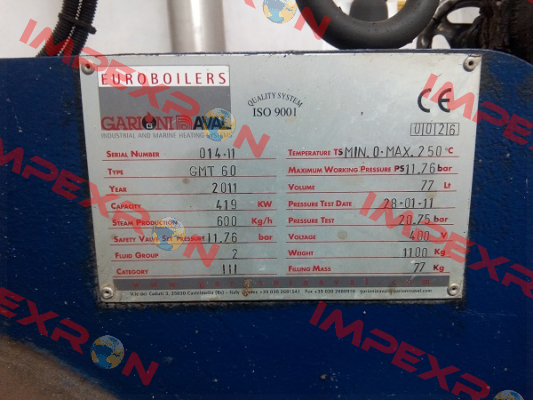 EUROBOILERS
GARIONI NAVAL
INDUSTRIAL AND MARINE HEATING SYSTEMS
QUALITY SYSTEM
ISO 9001
CE
0026
SERIAL NUMBER 014-11
TYPE GMT 60
YEAR 2011
CAPACITY 419 KW
STEAM PRODUCTION 600 Kg/h
SAFETY VALVE SET PRESSURE 11.76 bar
FLUID GROUP 2
CATEGORY III
TEMPERATURE TS MIN.0-MAX.250 °C
MAXIMUM WORKING PRESSURE PS 11.76 bar
VOLUME 77 LT
PRESSURE TEST DATE 28-01-11
PRESSURE TEST 20.75 bar
VOLTAGE 400 V
WEIGHT 1100 Kg
FILLING MASS 77 Kg
IMPEXRON
IMPEXRON
IMPEXRON
IMPEXRON